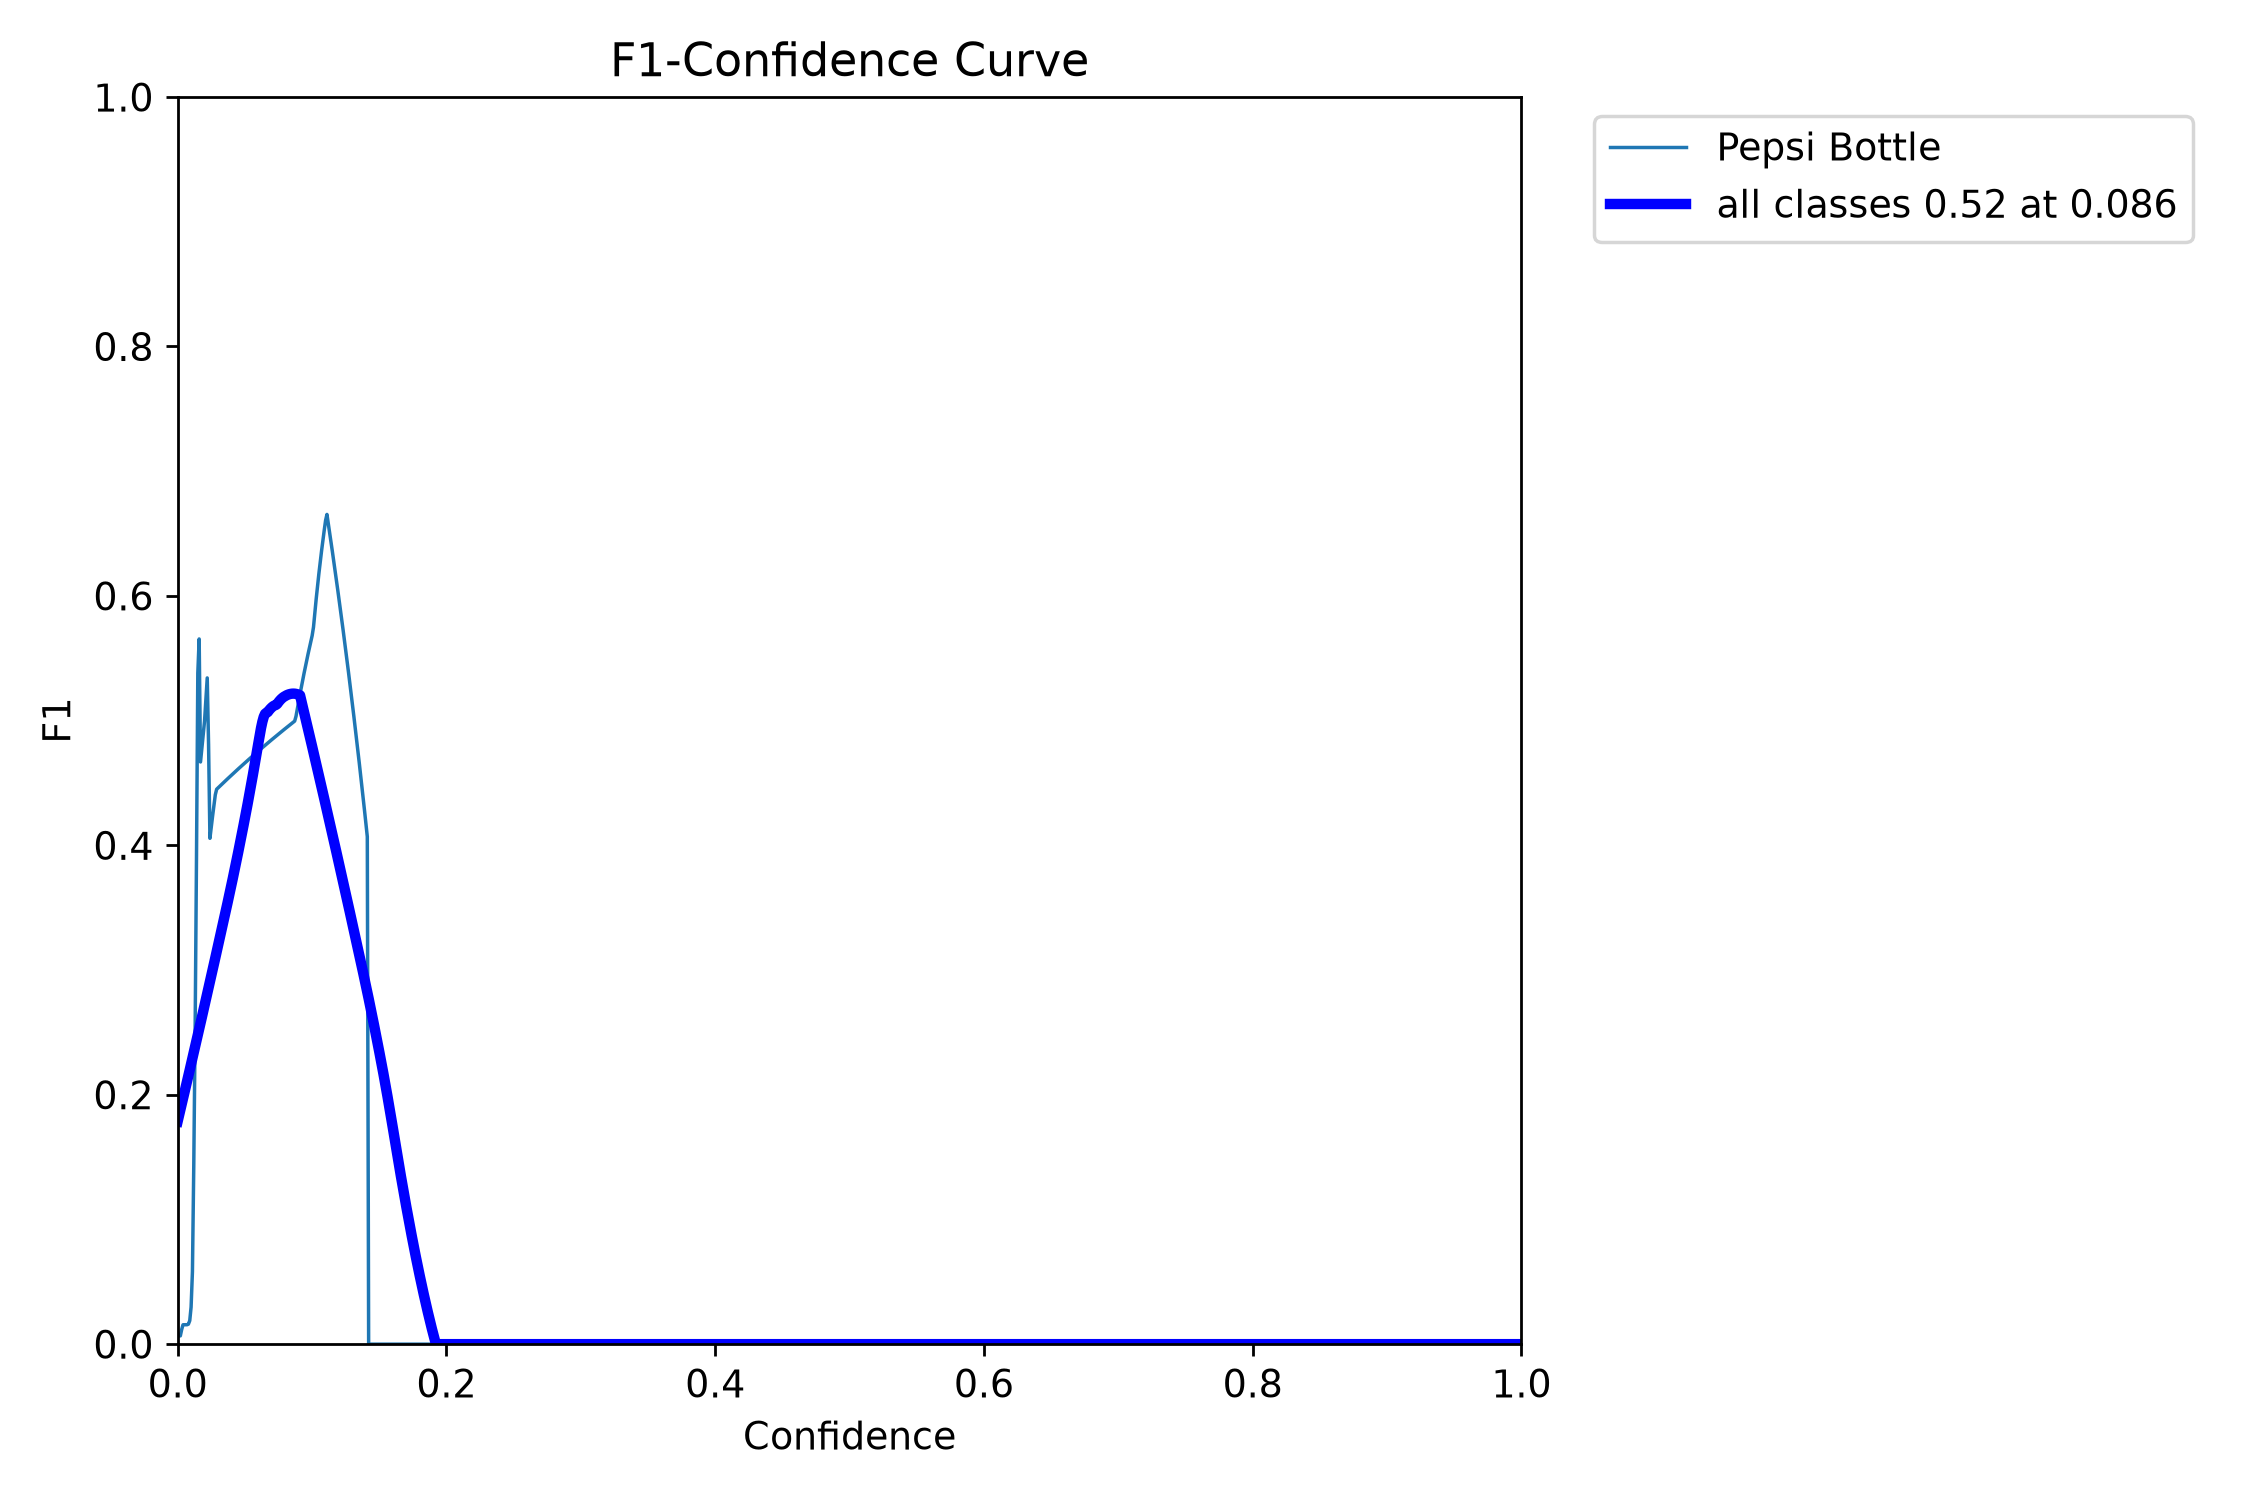 F1-Confidence Curve
Pepsi Bottle
all classes 0.52 at 0.086
1.0
0.8
0.6
0.4
0.2
0.0
F1
0.0 0.2 0.4 0.6 0.8 1.0
Confidence